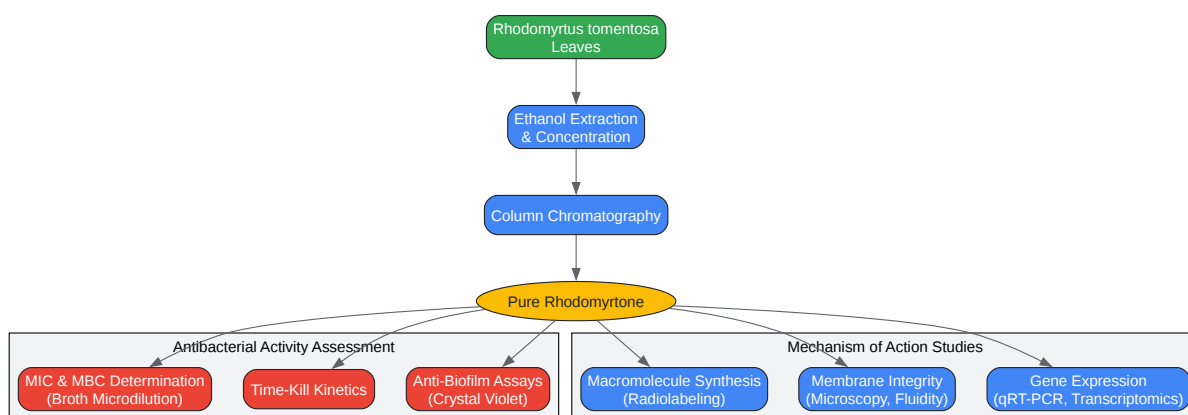 Rhodomyrtus tomentosa
Leaves
Ethanol Extraction
& Concentration
Column Chromatography
Pure Rhodomyrtone
Antibacterial Activity Assessment
MIC & MBC Determination
(Broth Microdilution)
Time-Kill Kinetics
Anti-Biofilm Assays
(Crystal Violet)
Mechanism of Action Studies
Macromolecule Synthesis
(Radiolabeling)
Membrane Integrity
(Microscopy, Fluidity)
Gene Expression
(qRT-PCR, Transcriptomics)